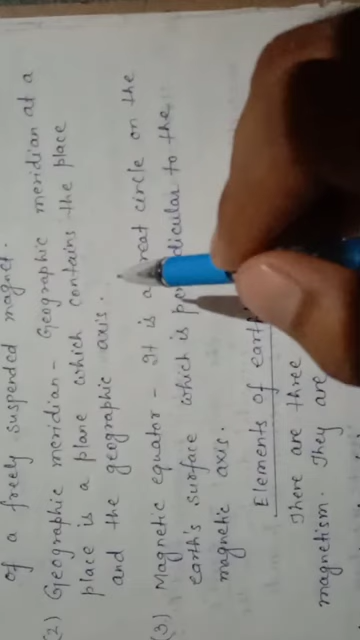 of a freely suspended magnet.
(2) Geographic meridian - Geographic meridian at a
place is a plane which contains the place
and the geographic axis.
(3) Magnetic equator - It is a great circle on the
earth's surface which is perpendicular to the
magnetic axis.
Elements of earth
There are three
magnetism. They are